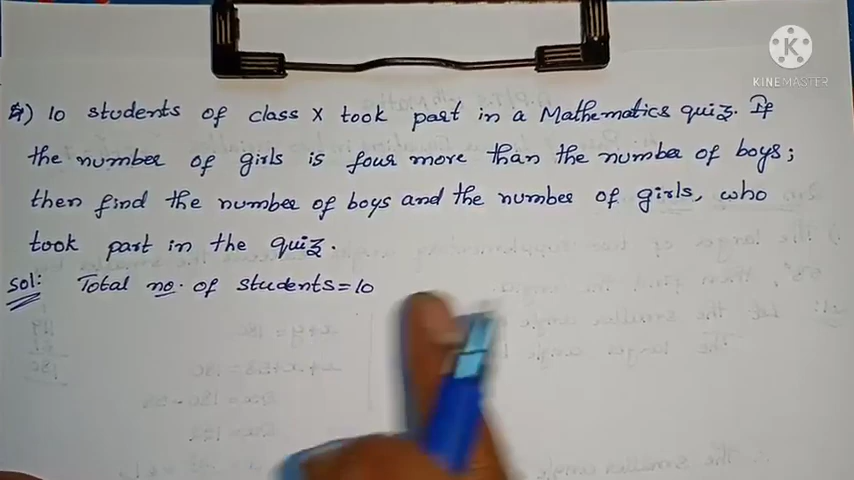 K
KINEMASTER
4) 10 students of class X took part in a Mathematics quiz. If
the number of girls is four more than the number of boys;
then find the number of boys and the number of girls, who
took part in the quiz.
Sol: Total no. of students = 10